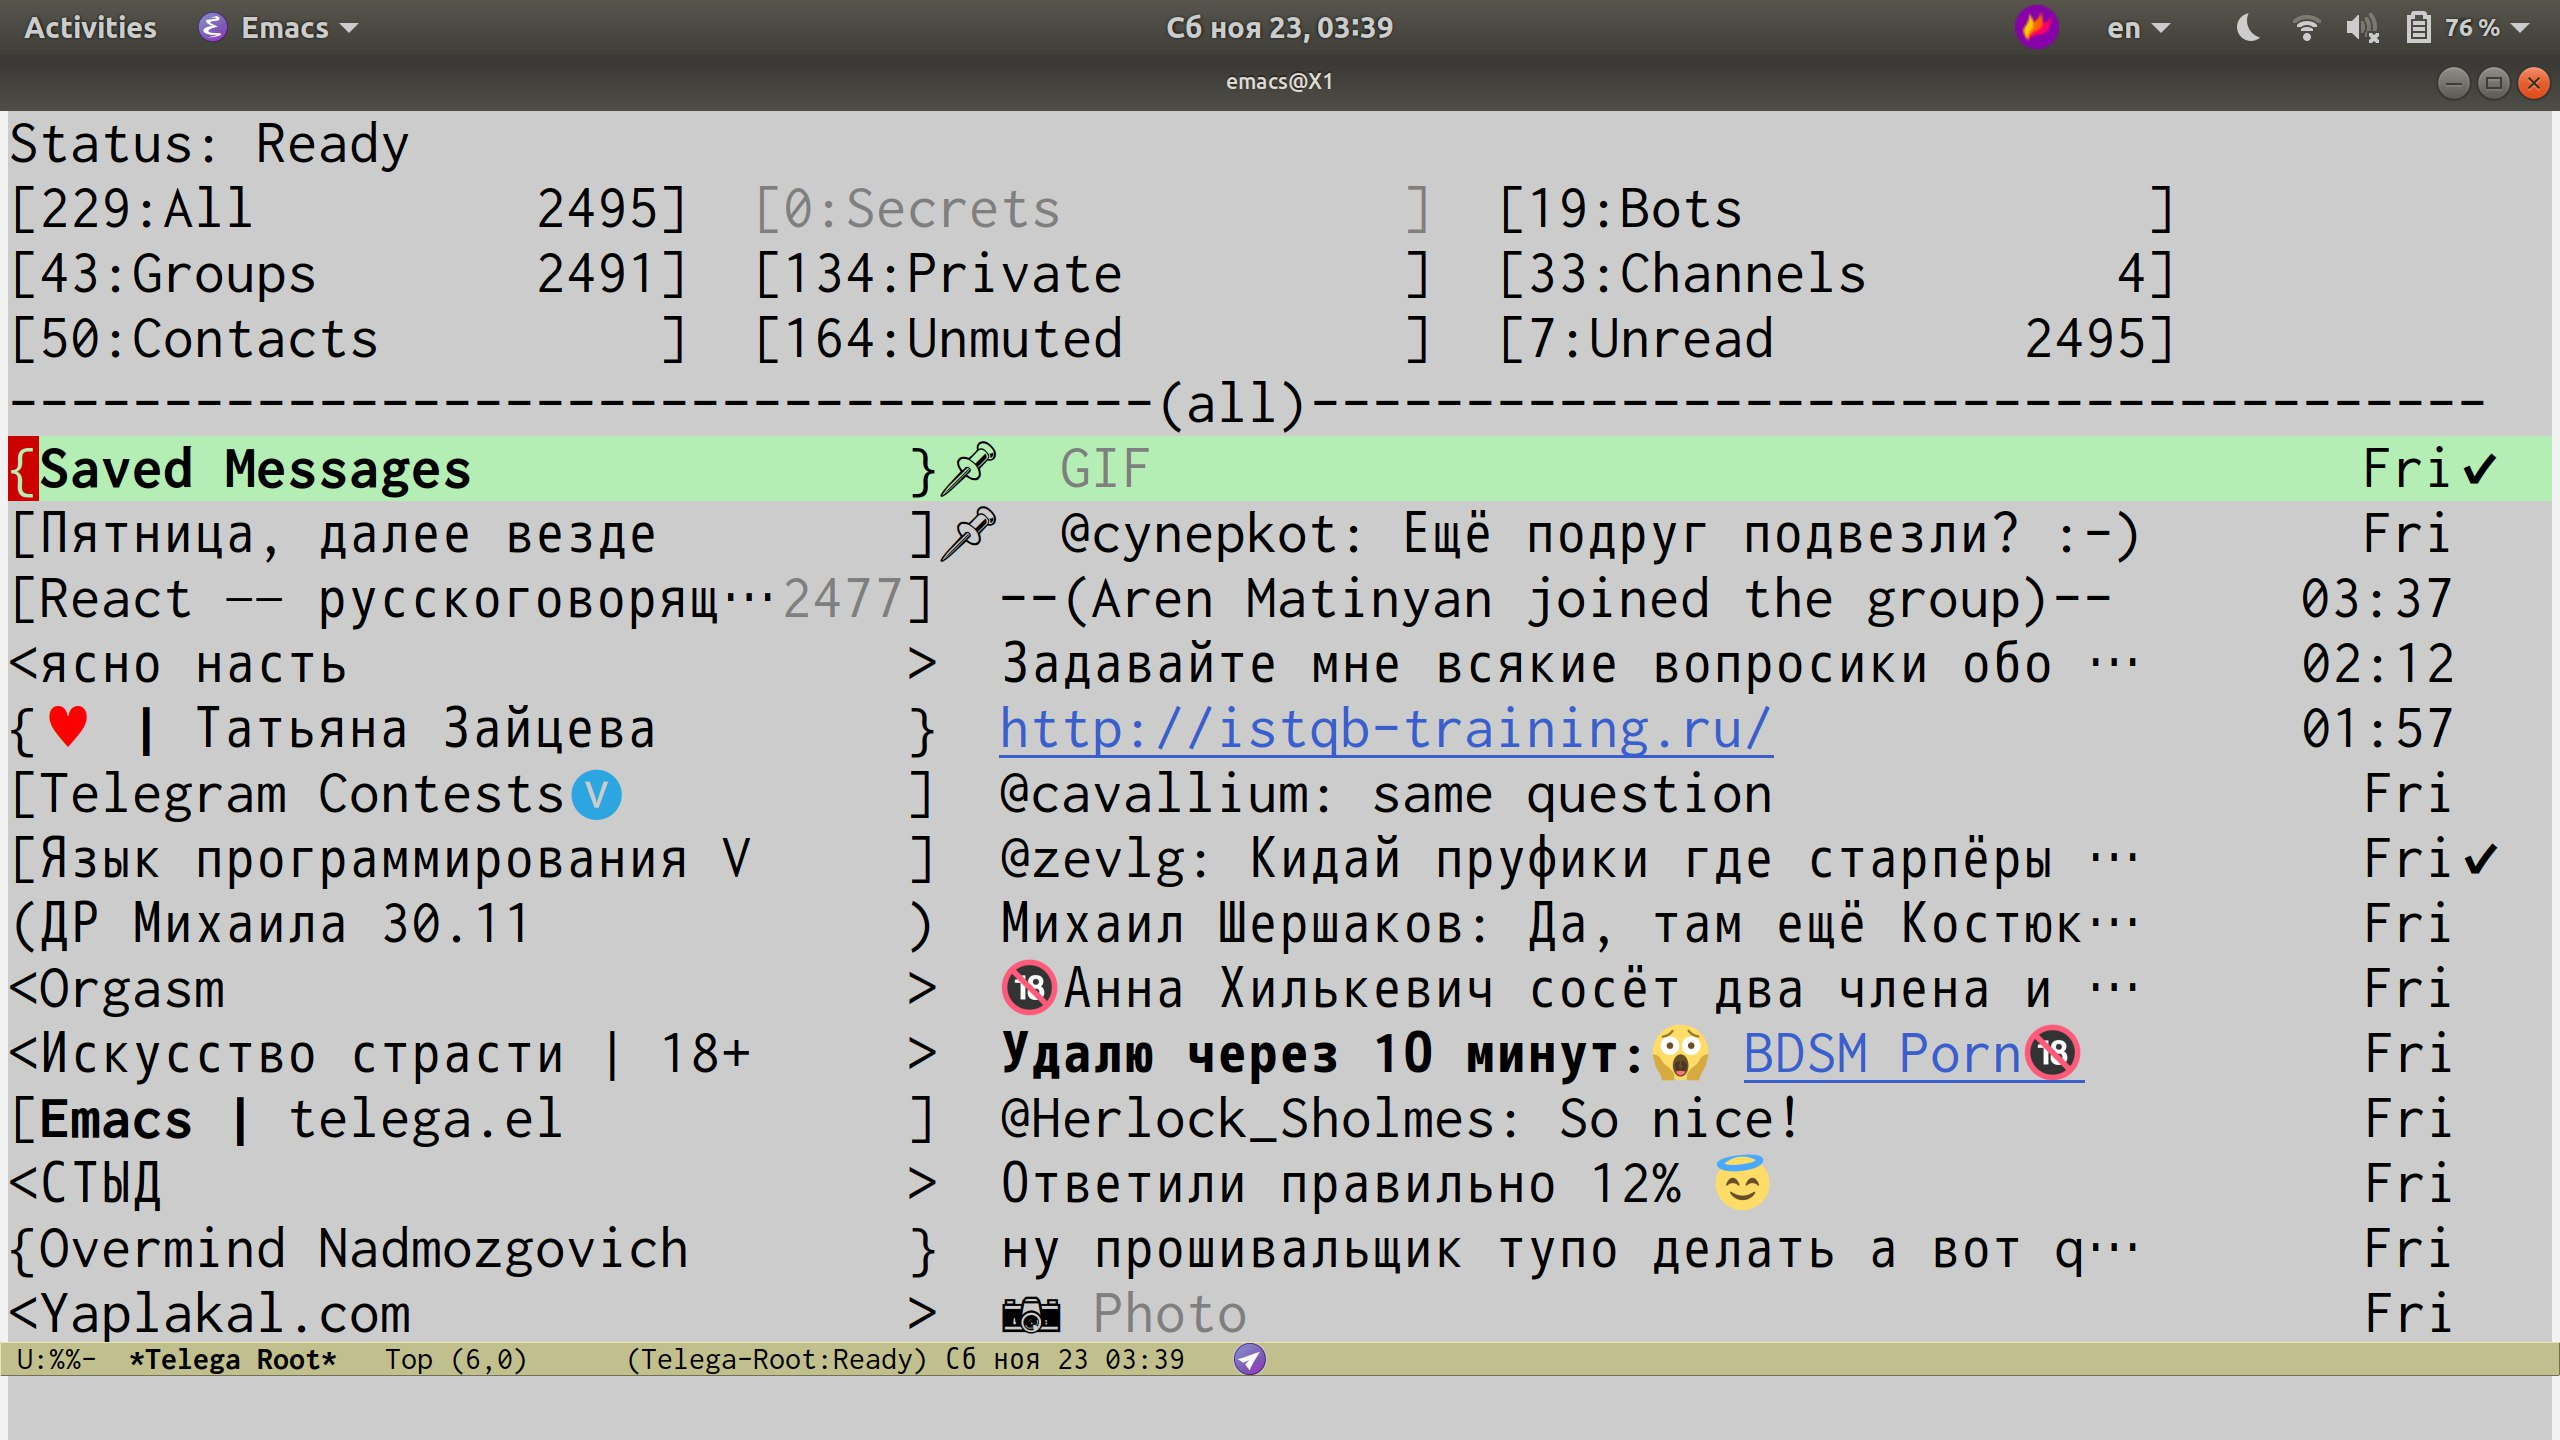 Activities Emacs Сб ноя 23, 03:39 en 76 %
emacs@X1
Status: Ready
[229:All 2495] [0:Secrets ] [19:Bots ]
[43:Groups 2491] [134:Private ] [33:Channels 4]
[50:Contacts ] [164:Unmuted ] [7:Unread 2495]
-------------------------------------(all)--------------------------------------
{Saved Messages }📌 GIF Fri✔
[Пятница, далее везде ]📌 @cynepkot: Ещё подруг подвезли? :-) Fri
[React —— русскоговорящ…2477] --(Aren Matinyan joined the group)-- 03:37
<ясно насть > Задавайте мне всякие вопросики обо … 02:12
{♥ | Татьяна Зайцева } http://istqb-training.ru/ 01:57
[Telegram ContestsV ] @cavallium: same question Fri
[Язык программирования V ] @zevlg: Кидай пруфики где старпёры … Fri✔
(ДР Михаила 30.11 ) Михаил Шершаков: Да, там ещё Костюк… Fri
<Orgasm > 🔞Анна Хилькевич сосёт два члена и … Fri
<Искусство страсти | 18+ > Удалю через 10 минут:😱 BDSM Porn🔞 Fri
[Emacs | telega.el ] @Herlock_Sholmes: So nice! Fri
<СТЫД > Ответили правильно 12% 😇 Fri
{Overmind Nadmozgovich } ну прошивальщик тупо делать а вот q… Fri
<Yaplakal.com > 📷 Photo Fri
U:%%- *Telega Root* Top (6,0) (Telega-Root:Ready) Сб ноя 23 03:39